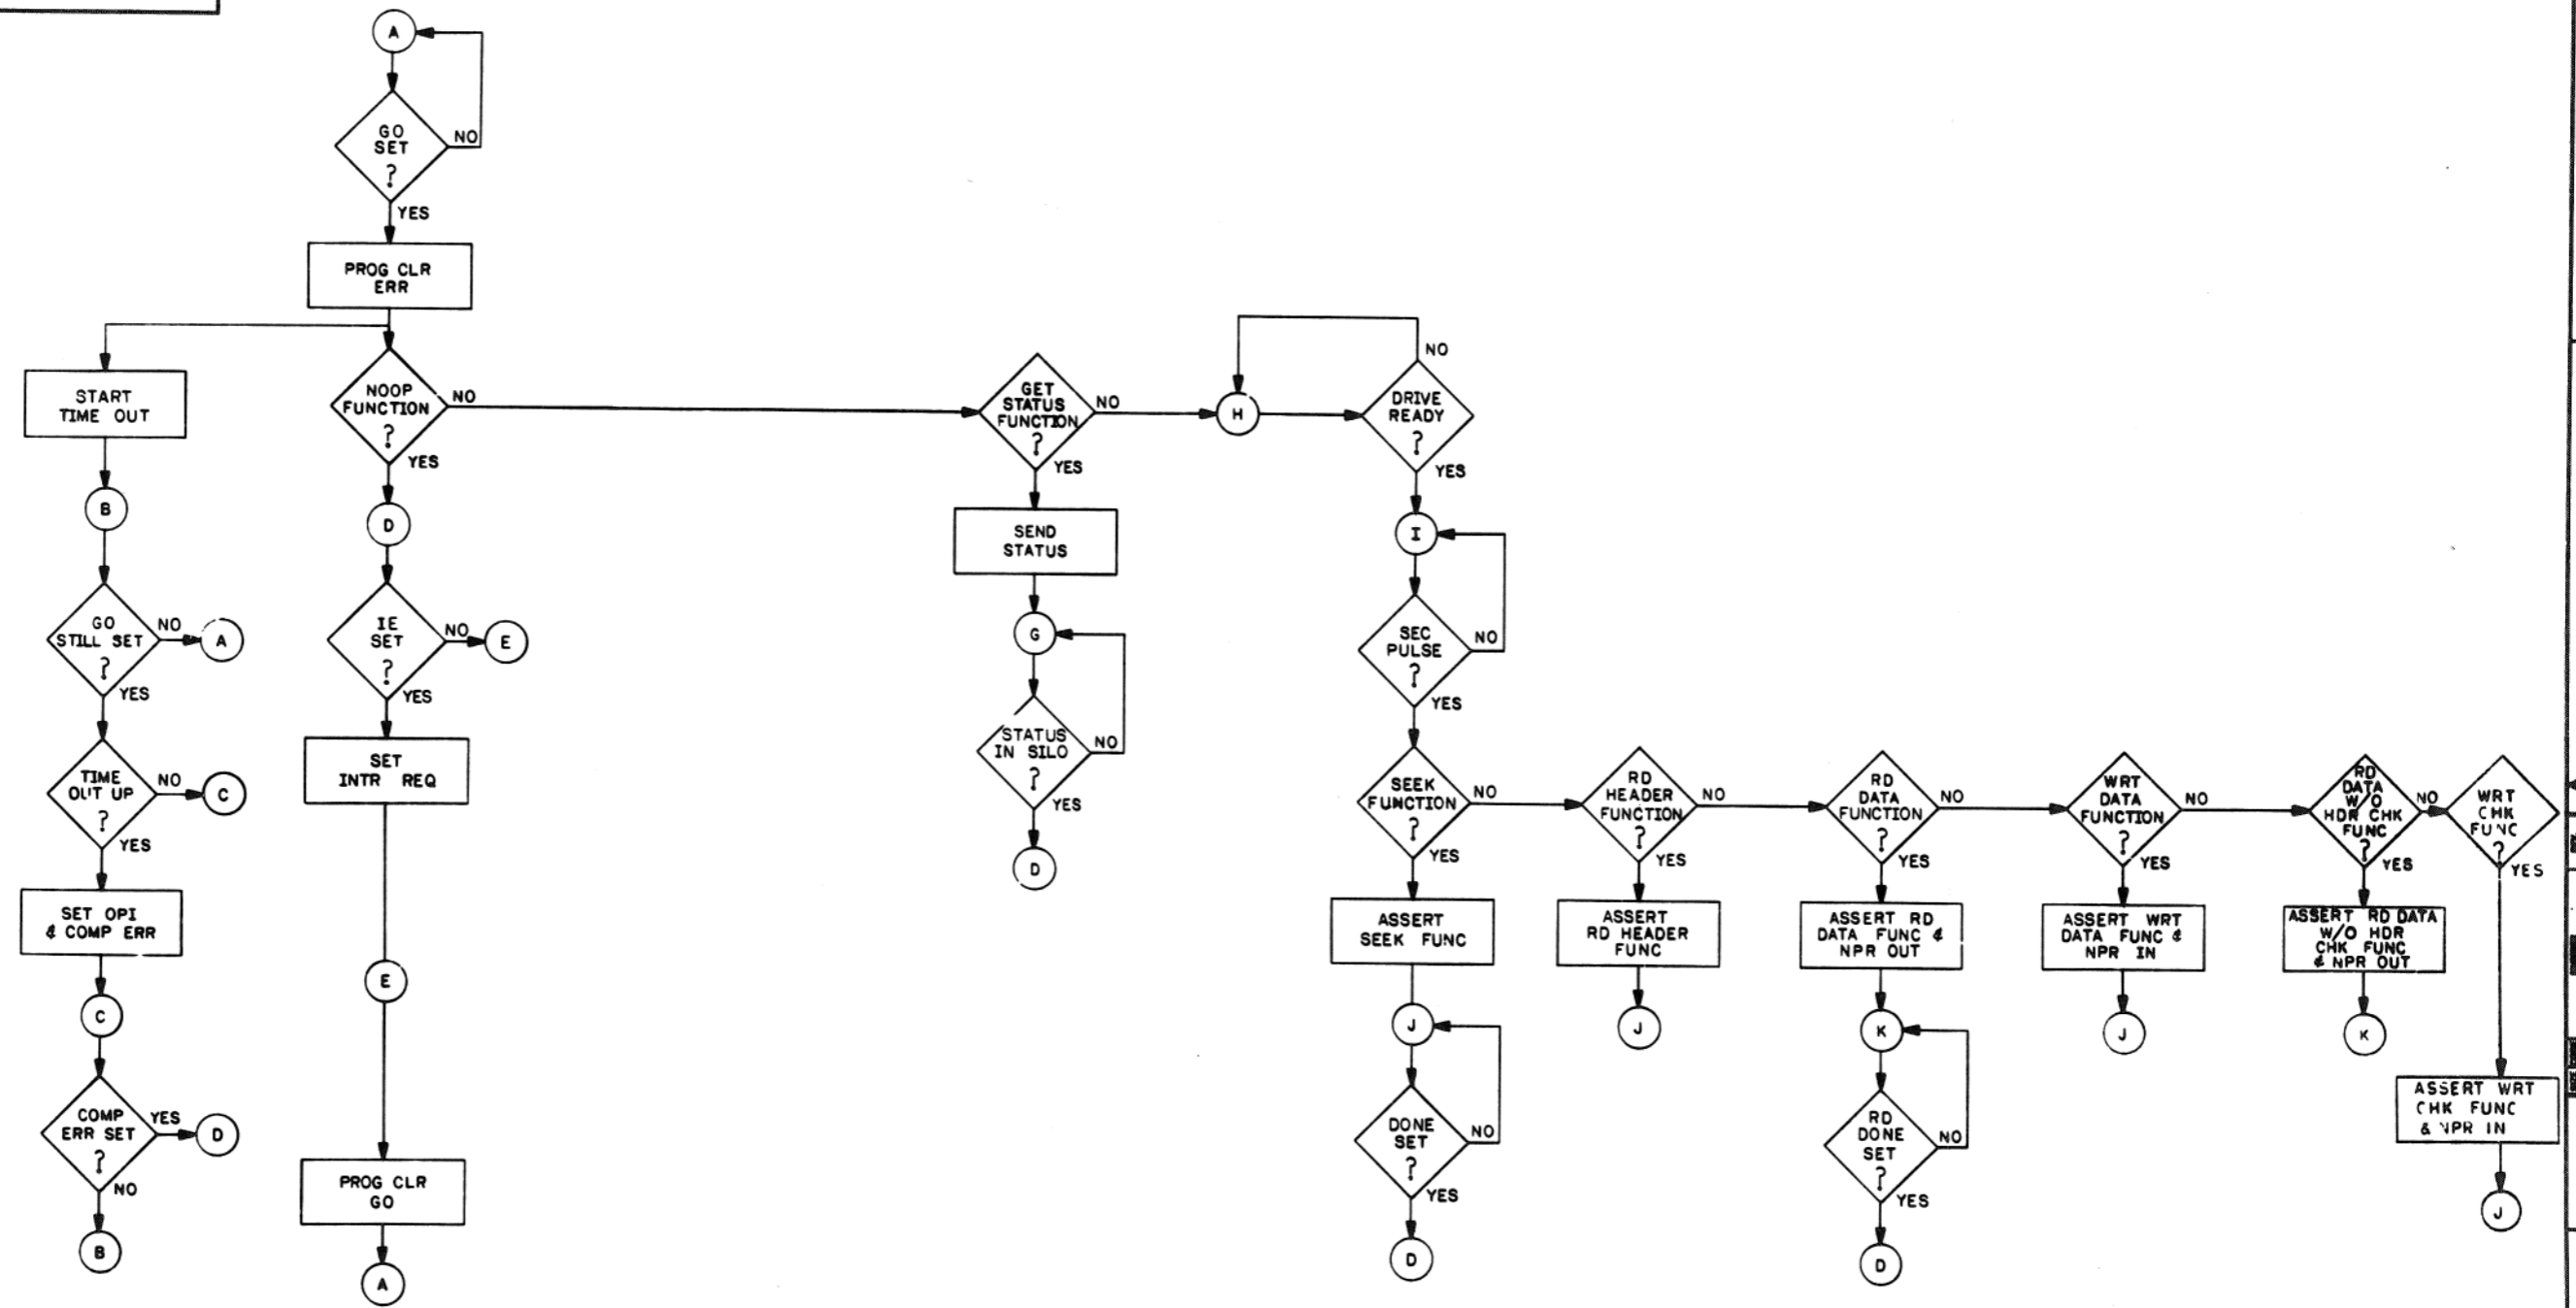 A
GO
SET
?
NO
YES
PROG CLR
ERR
START
TIME OUT
B
GO
STILL SET
?
NO
A
YES
TIME
OUT UP
?
NO
C
YES
SET OPI
& COMP ERR
C
COMP
ERR SET
?
YES
D
NO
B
NOOP
FUNCTION
?
NO
YES
D
IE
SET
?
NO
E
YES
SET
INTR REQ
E
PROG CLR
GO
A
GET
STATUS
FUNCTION
?
NO
YES
SEND
STATUS
G
STATUS
IN SILO
?
NO
YES
D
H
DRIVE
READY
?
NO
YES
I
SEC
PULSE
?
NO
YES
SEEK
FUNCTION
?
NO
YES
ASSERT
SEEK FUNC
J
DONE
SET
?
NO
YES
D
RD
HEADER
FUNCTION
?
NO
YES
ASSERT
RD HEADER
FUNC
J
RD
DATA
FUNCTION
?
NO
YES
ASSERT RD
DATA FUNC &
NPR OUT
K
RD
DONE
SET
?
NO
YES
D
WRT
DATA
FUNCTION
?
NO
YES
ASSERT WRT
DATA FUNC &
NPR IN
J
RD
DATA
W/O
HDR CHK
FUNC
?
NO
YES
ASSERT RD DATA
W/O HDR
CHK FUNC
& NPR OUT
K
WRT
CHK
FUNC
?
YES
ASSERT WRT
CHK FUNC
& NPR IN
J